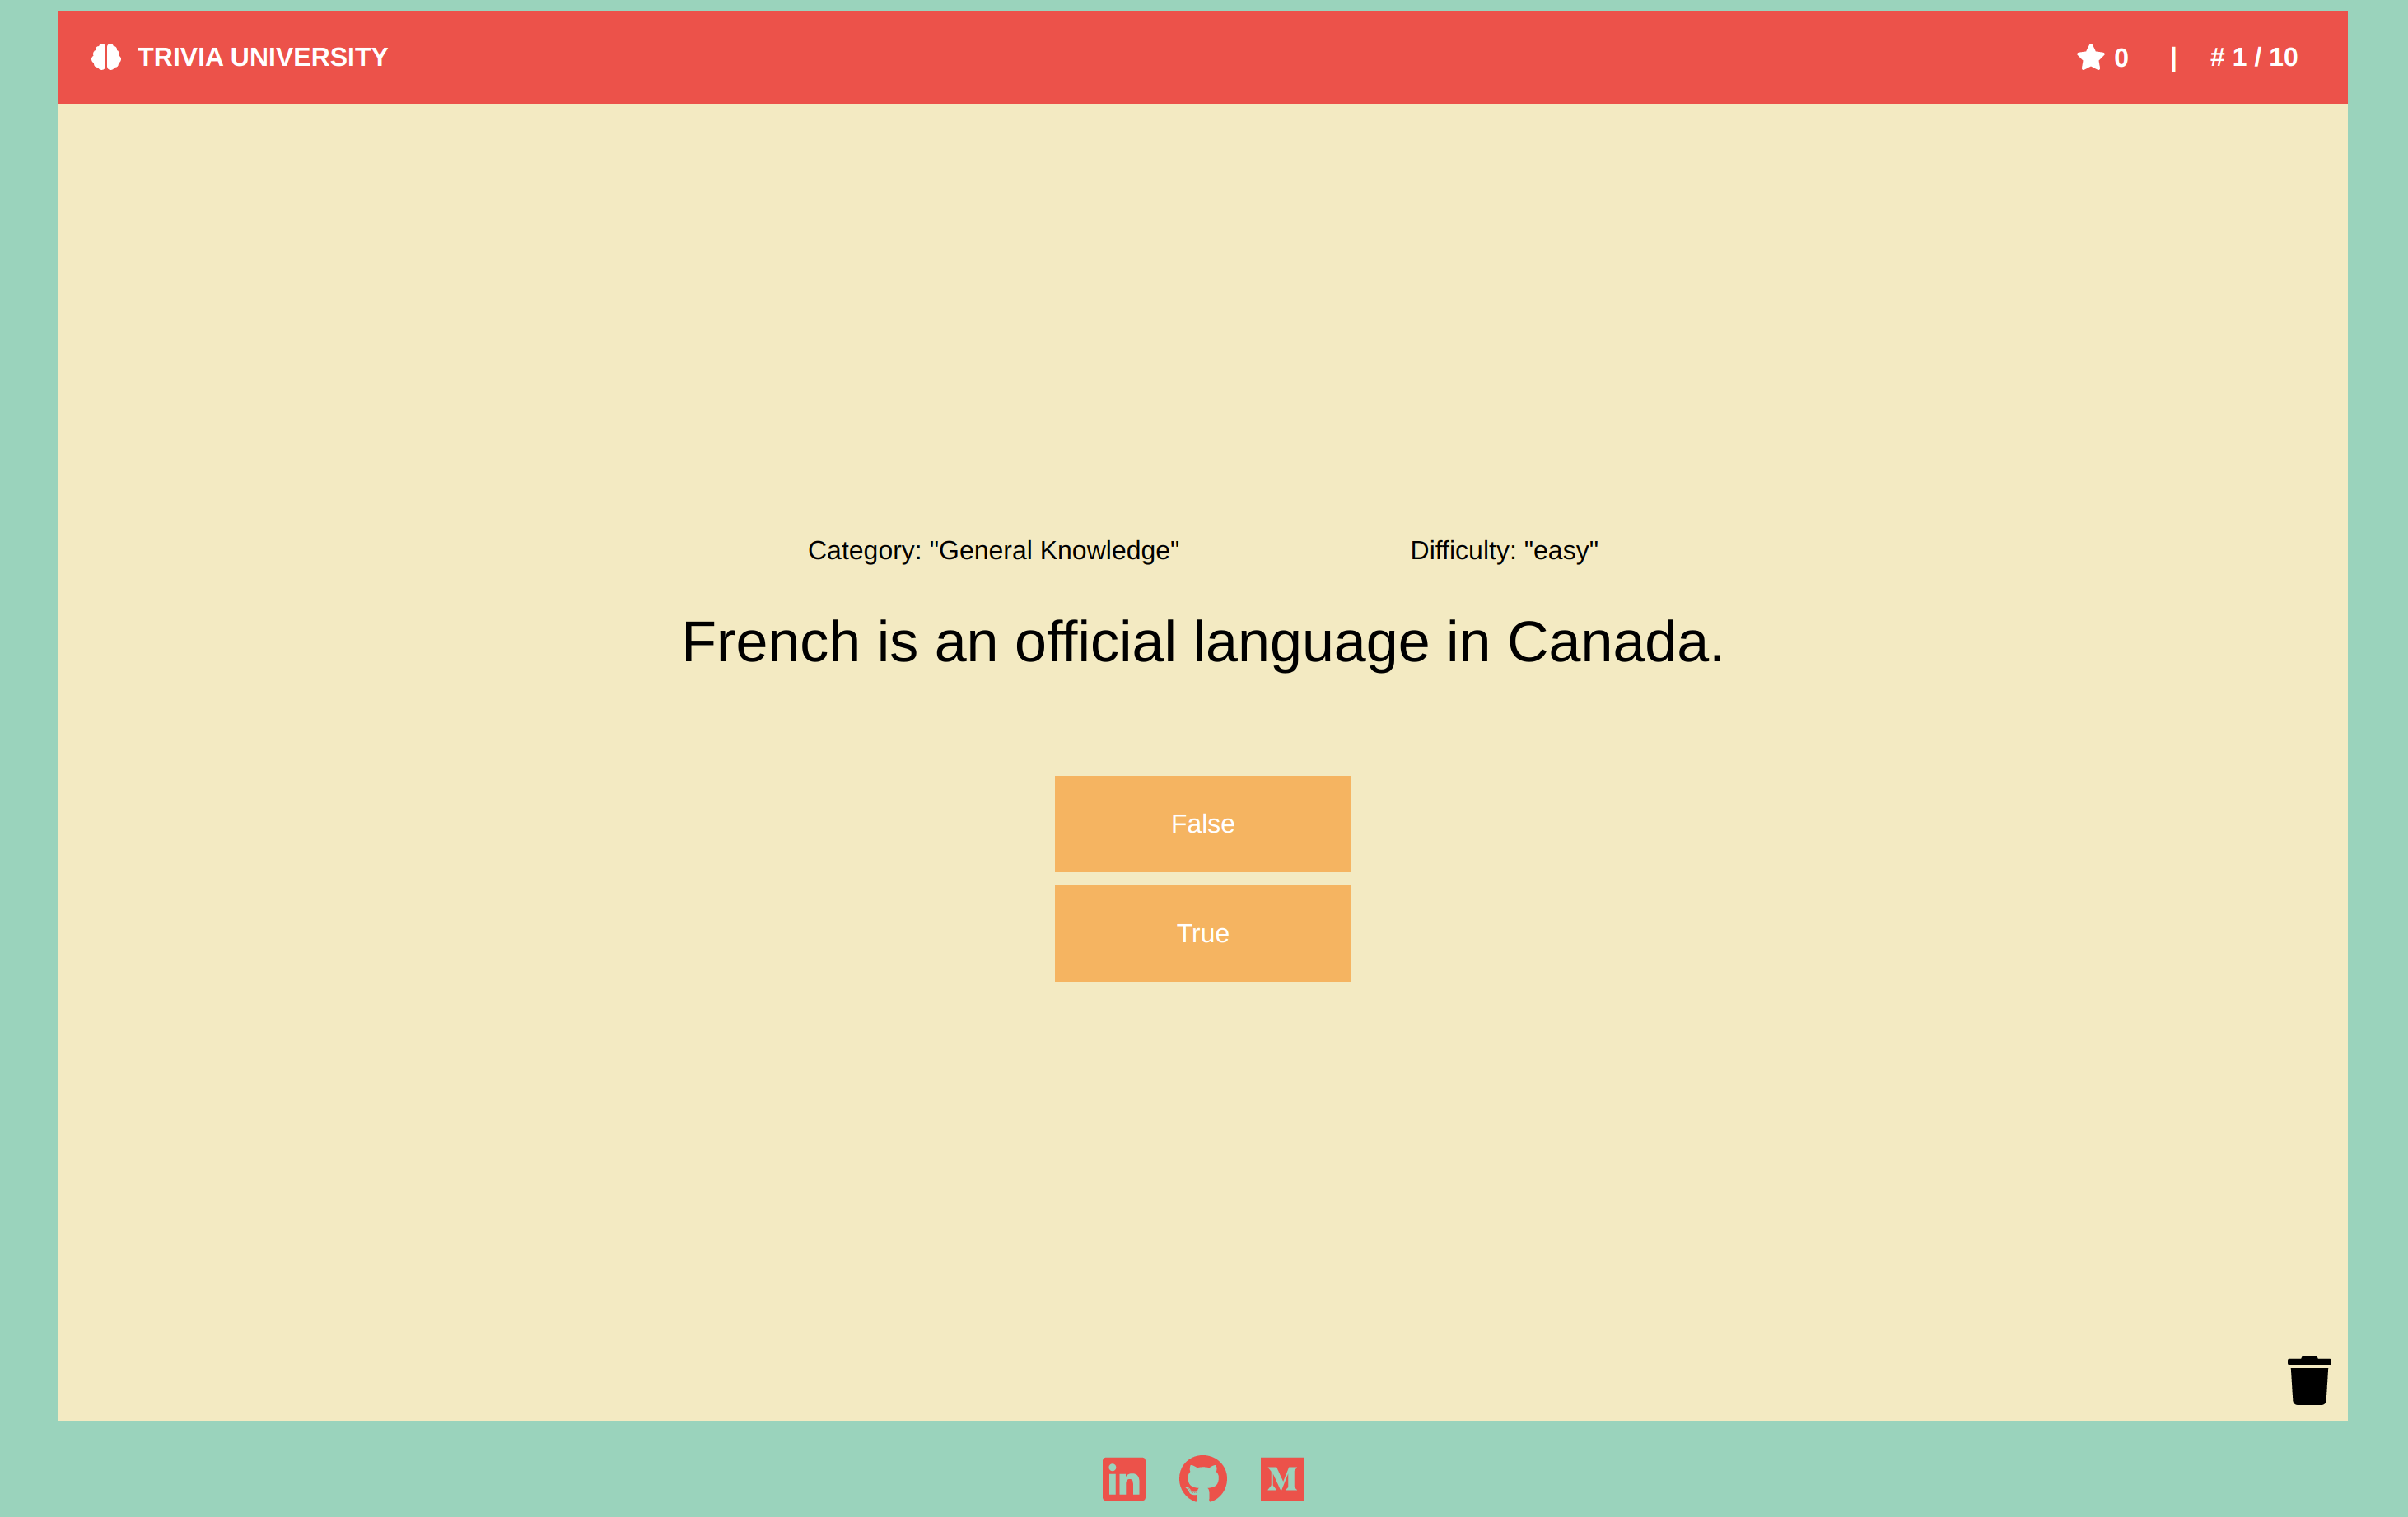 TRIVIA UNIVERSITY
0 | # 1 / 10
Category: "General Knowledge" Difficulty: "easy"
French is an official language in Canada.
False
True